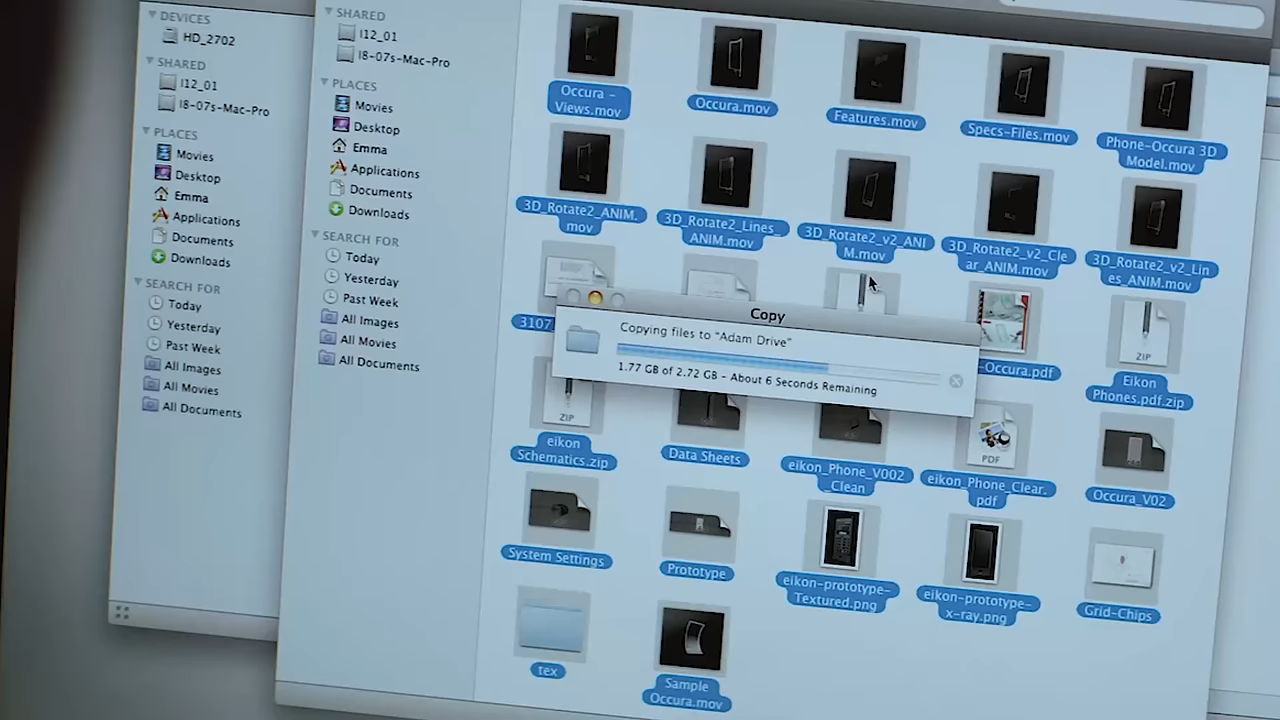 DEVICES
HD_2702
SHARED
I12_01
I8-07s-Mac-Pro
PLACES
Movies
Desktop
Emma
Applications
Documents
Downloads
SEARCH FOR
Today
Yesterday
Past Week
All Images
All Movies
All Documents
SHARED
I12_01
I8-07s-Mac-Pro
PLACES
Movies
Desktop
Emma
Applications
Documents
Downloads
SEARCH FOR
Today
Yesterday
Past Week
All Images
All Movies
All Documents
Occura -
Views.mov
Occura.mov
Features.mov
Specs-Files.mov
Phone-Occura 3D
Model.mov
3D_Rotate2_ANIM.
mov
3D_Rotate2_Lines_
ANIM.mov
3D_Rotate2_v2_ANI
M.mov
3D_Rotate2_v2_Cle
ar_ANIM.mov
3D_Rotate2_v2_Lin
es_ANIM.mov
3107
-Occura.pdf
ZIP
Eikon
Phones.pdf.zip
Copy
Copying files to "Adam Drive"
1.77 GB of 2.72 GB - About 6 Seconds Remaining
ZIP
eikon
Schematics.zip
Data Sheets
eikon_Phone_V002
_Clean
PDF
eikon_Phone_Clear.
pdf
Occura_V02
System Settings
Prototype
eikon-prototype-
Textured.png
eikon-prototype-
x-ray.png
Grid-Chips
tex
Sample
Occura.mov